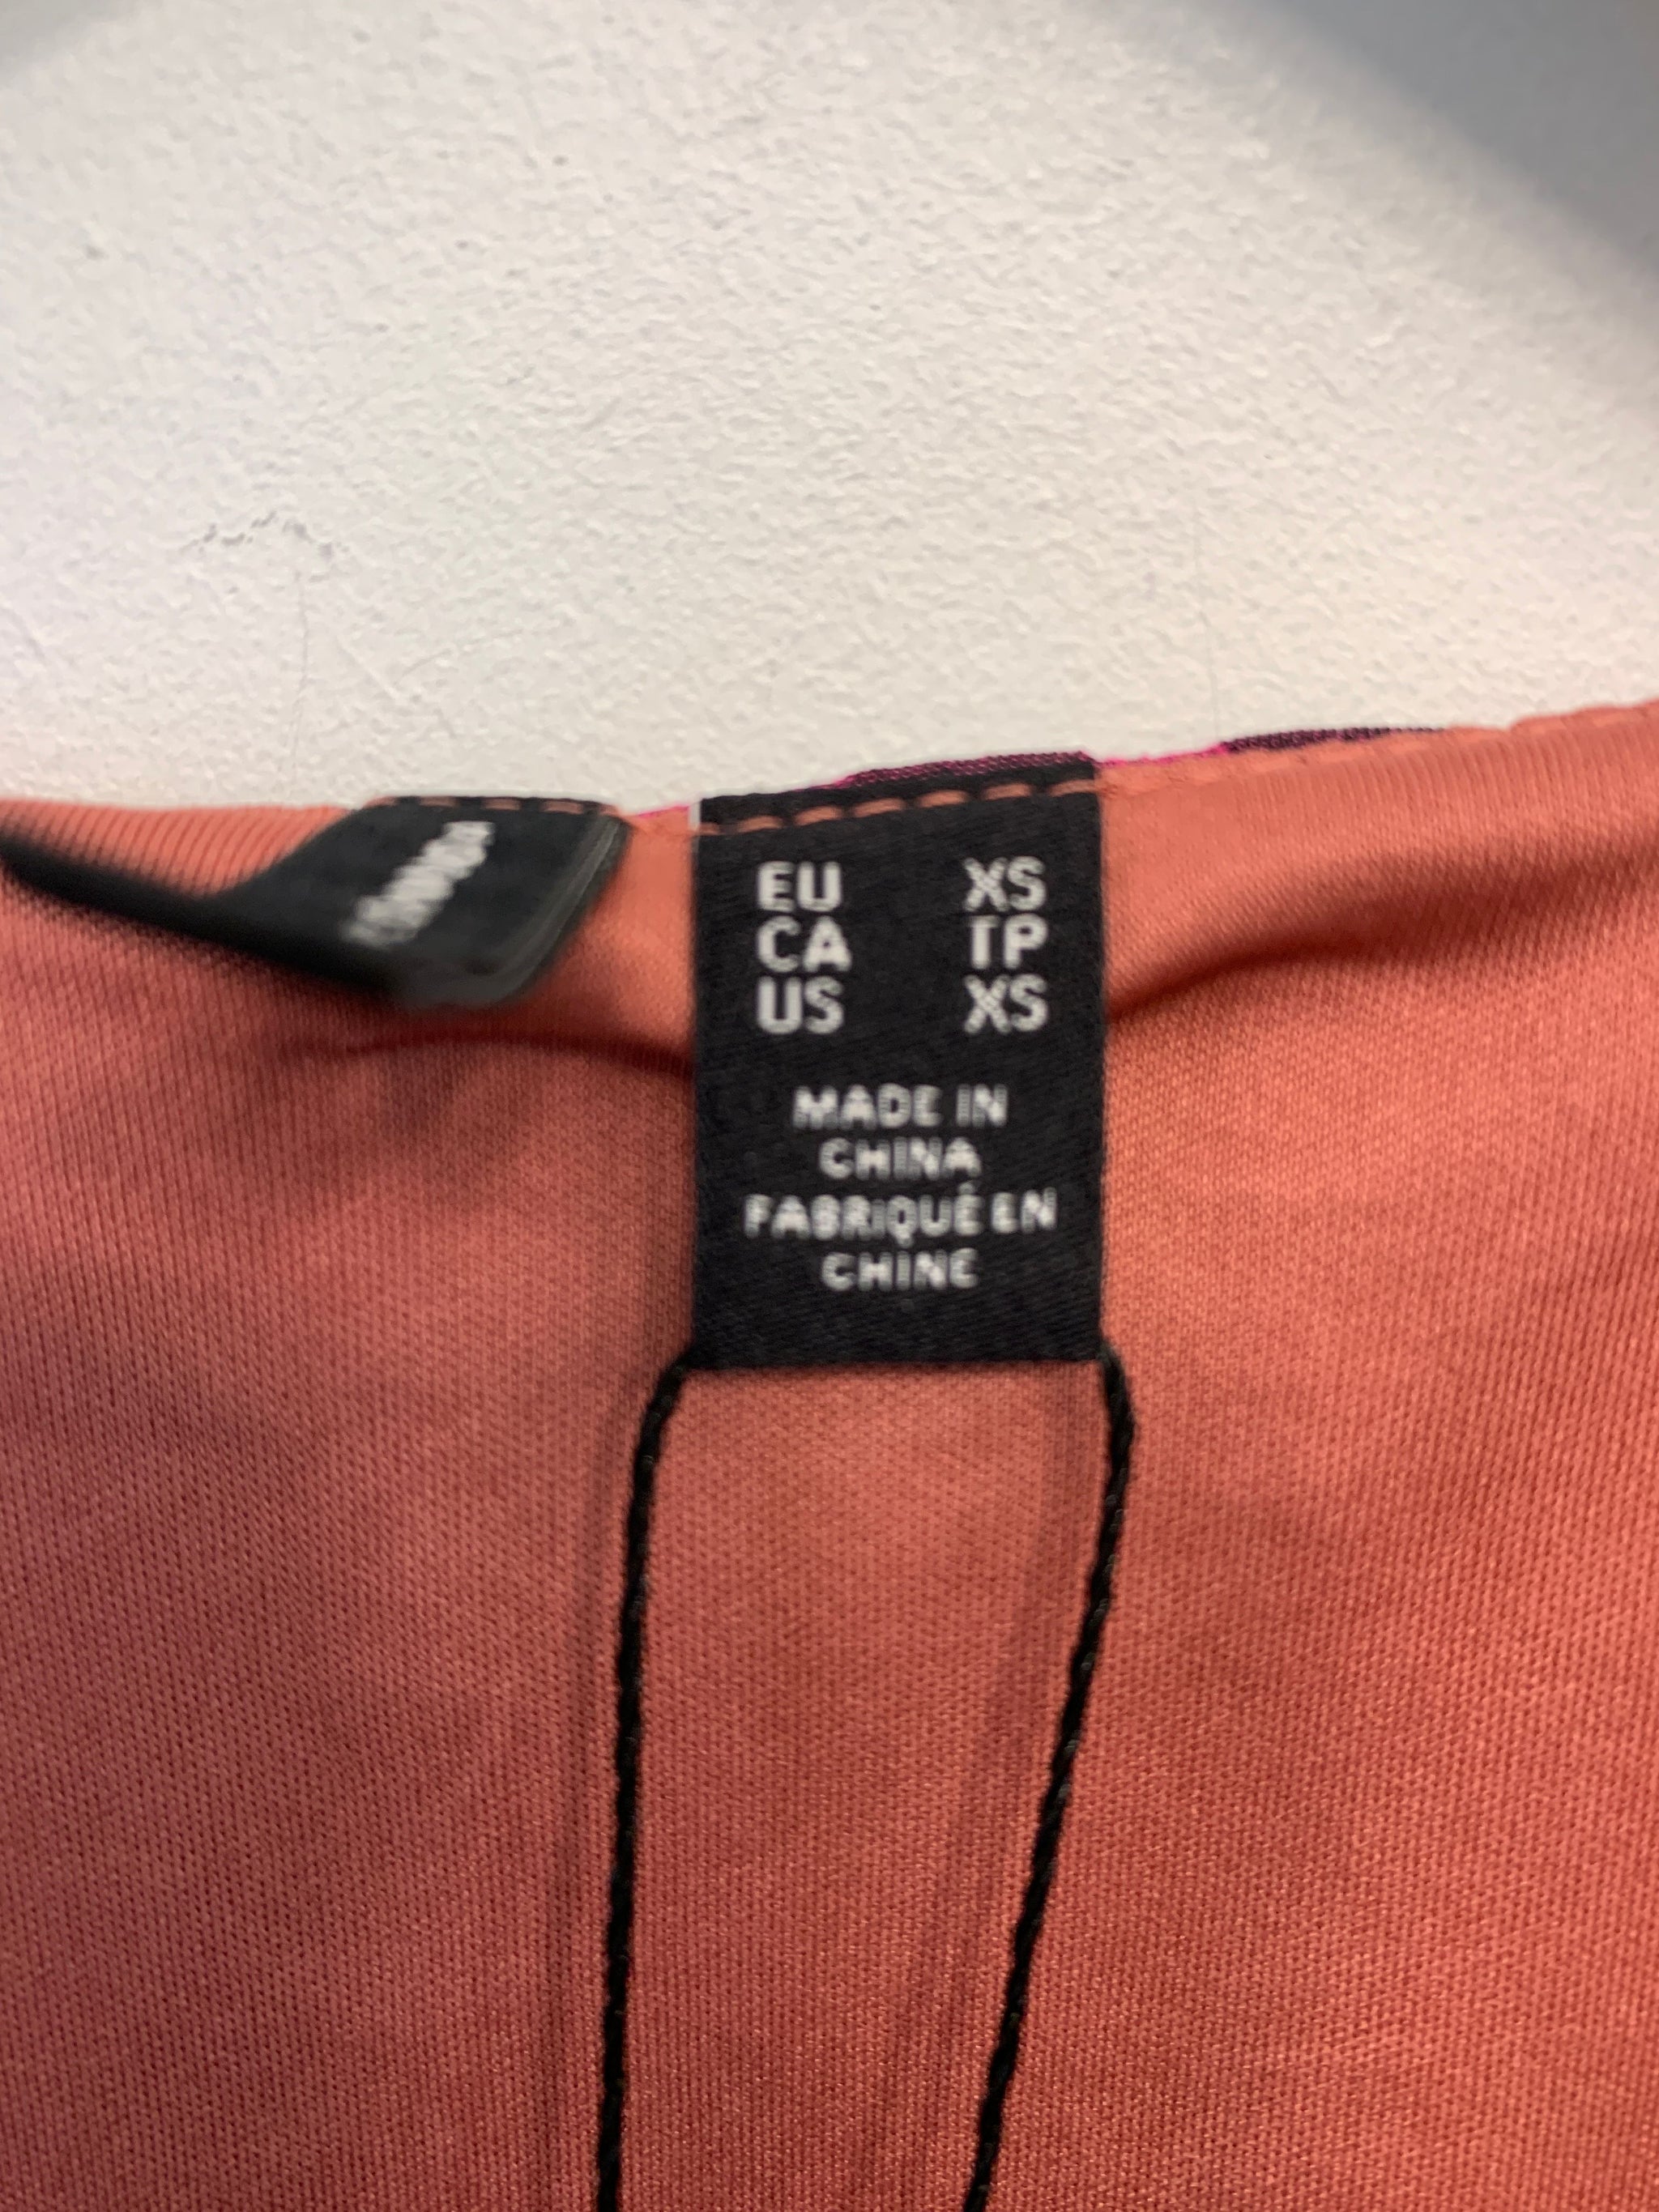 EU XS
CA TP
US XS
MADE IN
CHINA
FABRIQUÉ EN
CHINE